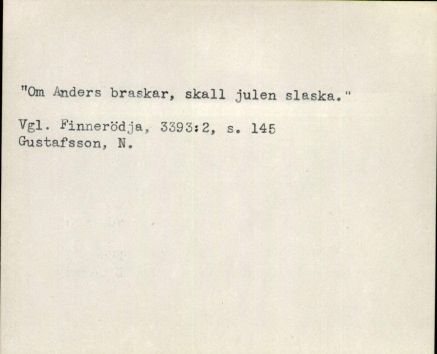 "Om Anders braskar, skall julen slaska."
Vgl. Finnerödja, 3393:2, s. 145
Gustafsson, N.